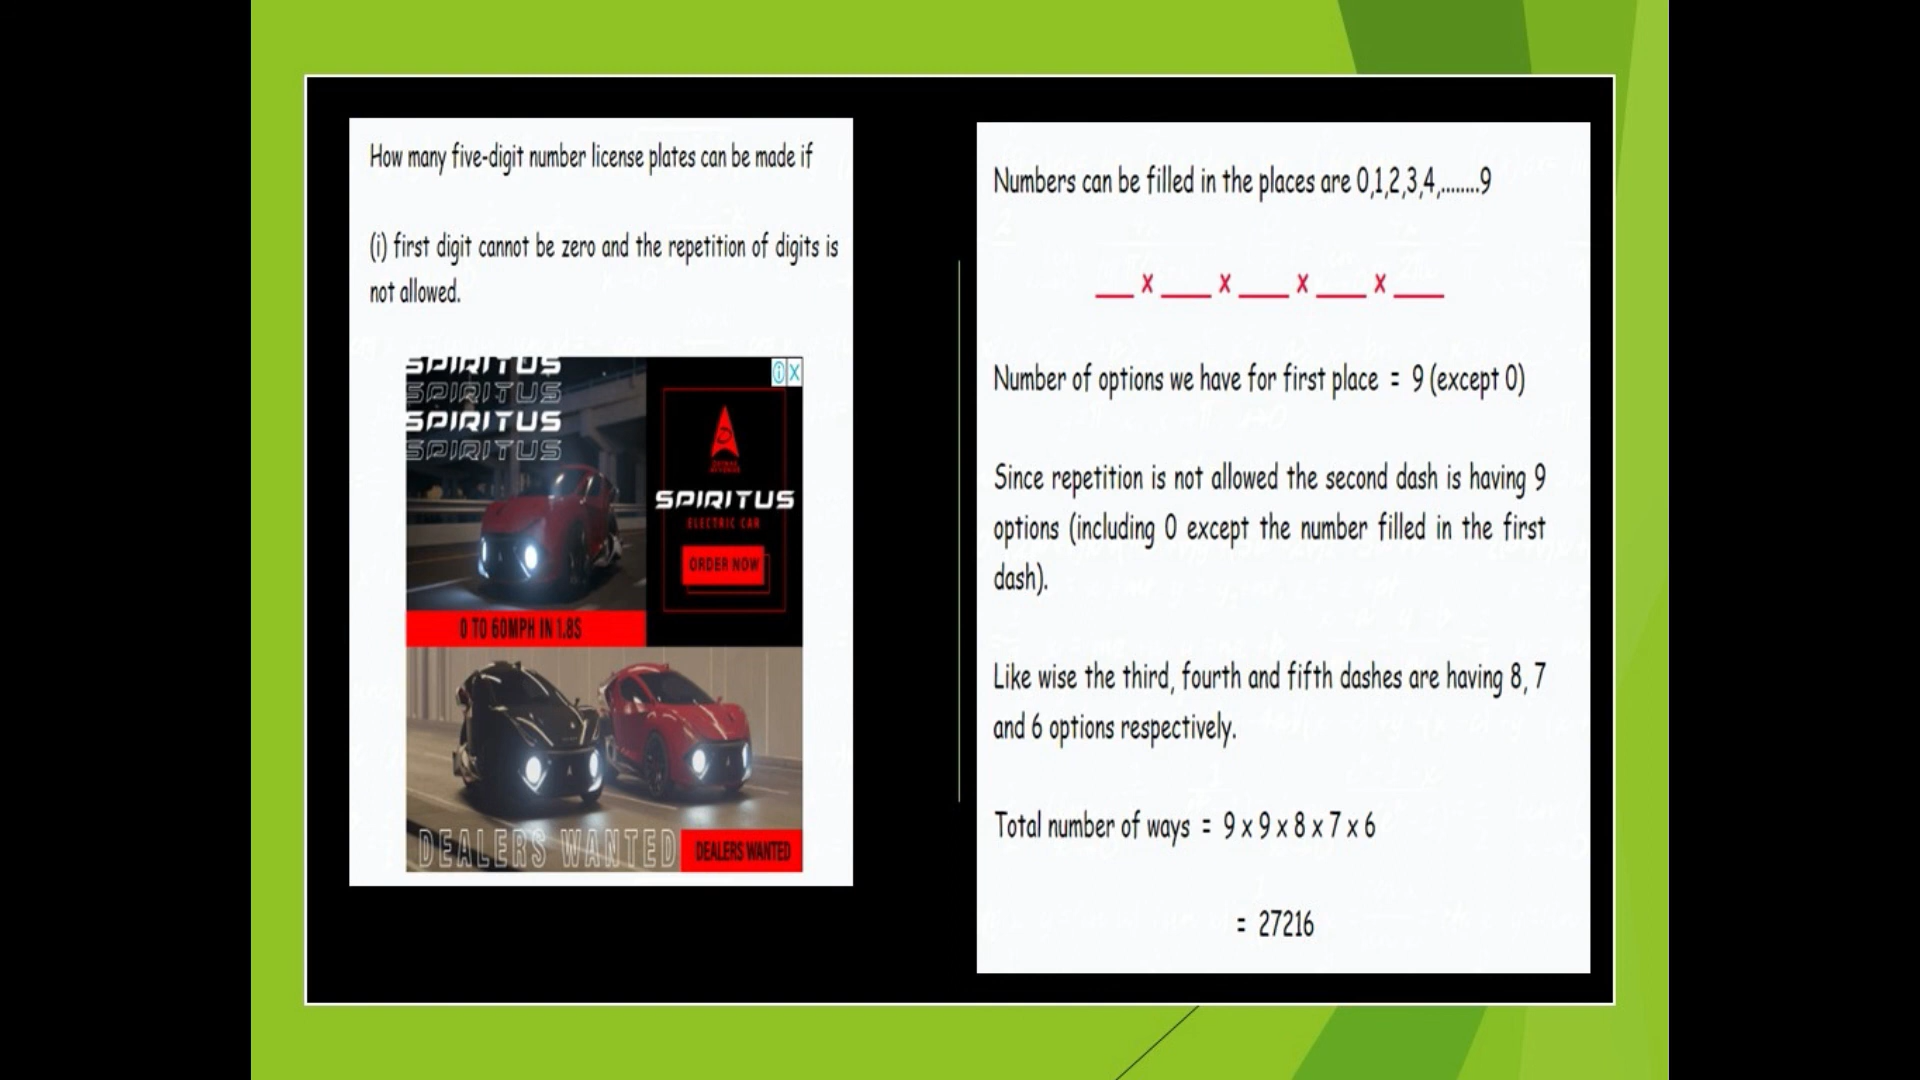 How many five-digit number license plates can be made if
(i) first digit cannot be zero and the repetition of digits is
not allowed.
SPIRITUS
SPIRITUS
SPIRITUS
SPIRITUS
SPIRITUS
ELECTRIC CAR
ORDER NOW
0 TO 60MPH IN 1.8S
DEALERS WANTED
DEALERS WANTED
Numbers can be filled in the places are 0,1,2,3,4,........9
___ x ____ x ____ x ____ x ____
Number of options we have for first place = 9 (except 0)
Since repetition is not allowed the second dash is having 9
options (including 0 except the number filled in the first
dash).
Like wise the third, fourth and fifth dashes are having 8, 7
and 6 options respectively.
Total number of ways = 9 x 9 x 8 x 7 x 6
= 27216